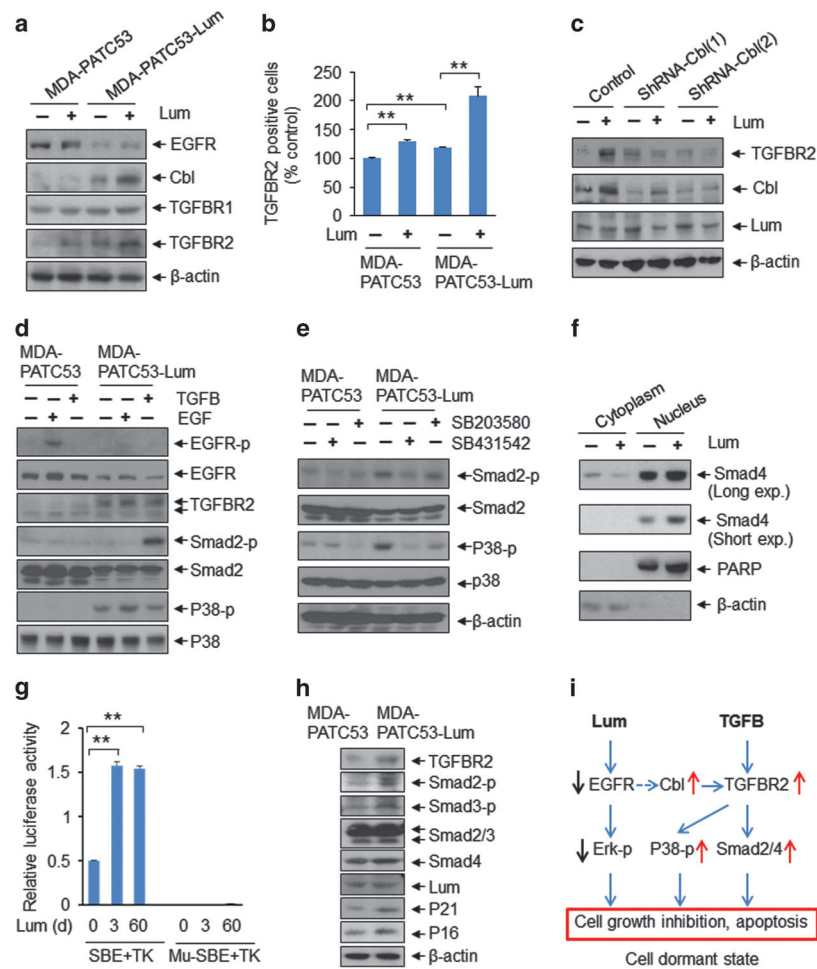 a
MDA-PATC53
MDA-PATC53-Lum
− + − + Lum
EGFR
Cbl
TGFBR1
TGFBR2
β-actin
b
TGFBR2 positive cells
(% control)
250
200
150
100
50
0
**
**
**
Lum − + − +
MDA-
PATC53
MDA-
PATC53-Lum
c
Control
ShRNA-Cbl(1)
ShRNA-Cbl(2)
− + − + − + Lum
TGFBR2
Cbl
Lum
β-actin
d
MDA-
PATC53
MDA-
PATC53-Lum
− − + − − + TGFB
− + − − + − EGF
EGFR-p
EGFR
TGFBR2
Smad2-p
Smad2
P38-p
P38
e
MDA-
PATC53
MDA-
PATC53-Lum
− − + − − + SB203580
− + − − + − SB431542
Smad2-p
Smad2
P38-p
p38
β-actin
f
Cytoplasm
Nucleus
− + − + Lum
Smad4
(Long exp.)
Smad4
(Short exp.)
PARP
β-actin
g
Relative luciferase activity
2
1.5
1
0.5
0
**
**
Lum (d) 0 3 60 0 3 60
SBE+TK Mu-SBE+TK
h
MDA-
PATC53
MDA-
PATC53-Lum
TGFBR2
Smad2-p
Smad3-p
Smad2/3
Smad4
Lum
P21
P16
β-actin
i
Lum TGFB
EGFR Cbl TGFBR2
Erk-p P38-p Smad2/4
Cell growth inhibition, apoptosis
Cell dormant state